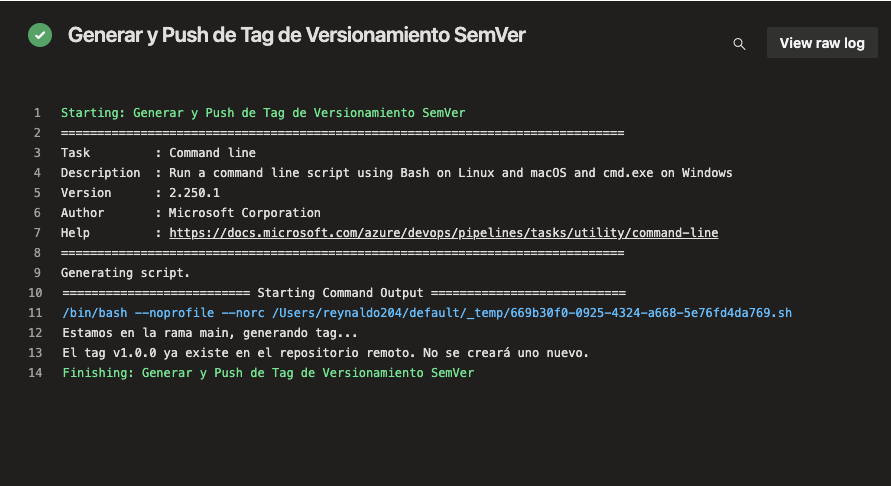 Generar y Push de Tag de Versionamiento SemVer
View raw log
1 Starting: Generar y Push de Tag de Versionamiento SemVer
2 ==============================================================================
3 Task : Command line
4 Description : Run a command line script using Bash on Linux and macOS and cmd.exe on Windows
5 Version : 2.250.1
6 Author : Microsoft Corporation
7 Help : https://docs.microsoft.com/azure/devops/pipelines/tasks/utility/command-line
8 ==============================================================================
9 Generating script.
10 ========================== Starting Command Output ===========================
11 /bin/bash --noprofile --norc /Users/reynaldo204/default/_temp/669b30f0-0925-4324-a668-5e76fd4da769.sh
12 Estamos en la rama main, generando tag...
13 El tag v1.0.0 ya existe en el repositorio remoto. No se creará uno nuevo.
14 Finishing: Generar y Push de Tag de Versionamiento SemVer